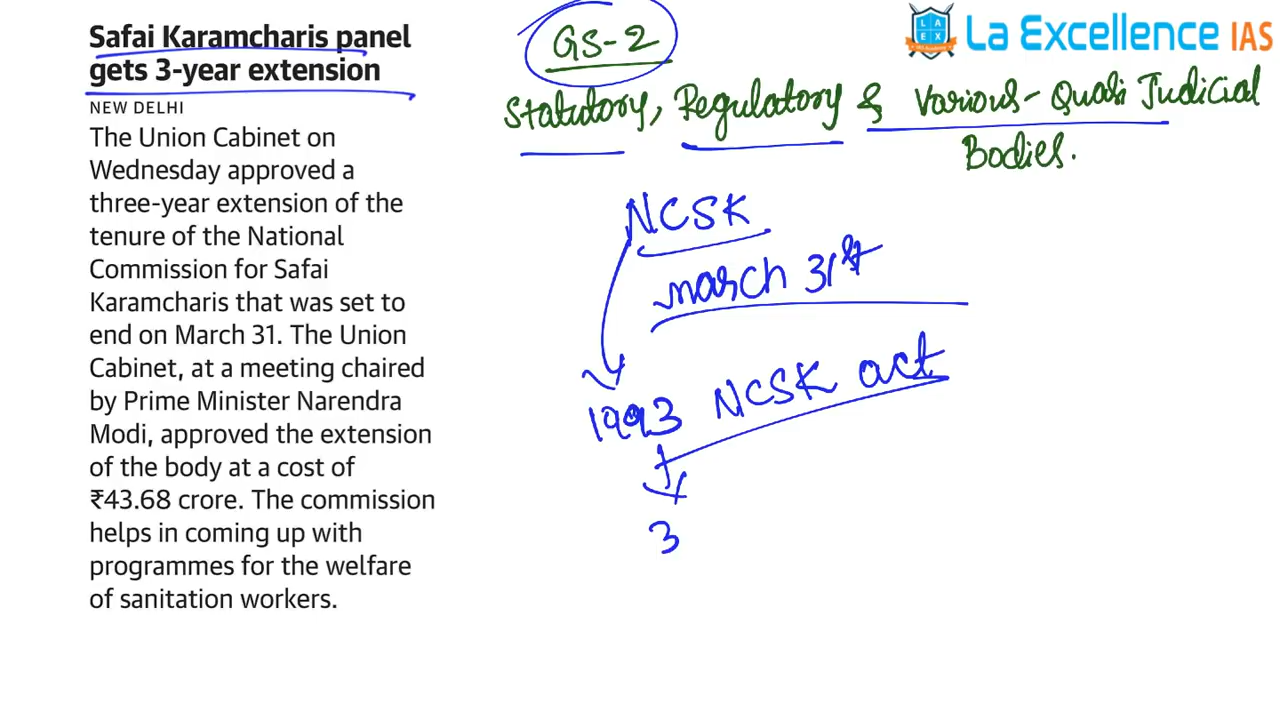 Safai Karamcharis panel
gets 3-year extension
NEW DELHI
The Union Cabinet on
Wednesday approved a
three-year extension of the
tenure of the National
Commission for Safai
Karamcharis that was set to
end on March 31. The Union
Cabinet, at a meeting chaired
by Prime Minister Narendra
Modi, approved the extension
of the body at a cost of
₹43.68 crore. The commission
helps in coming up with
programmes for the welfare
of sanitation workers.
LA
EX
La Excellence IAS
GS-2
Statutory, Regulatory & Various-Quasi Judicial
Bodies.
NCSK
March 31st
1993 NCSK act
3